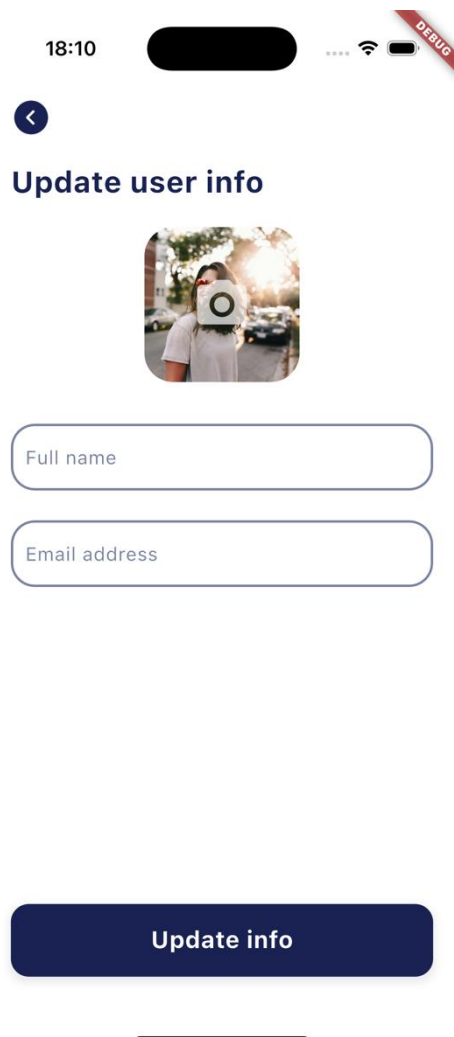 18:10
DEBUG
Update user info
Full name
Email address
Update info